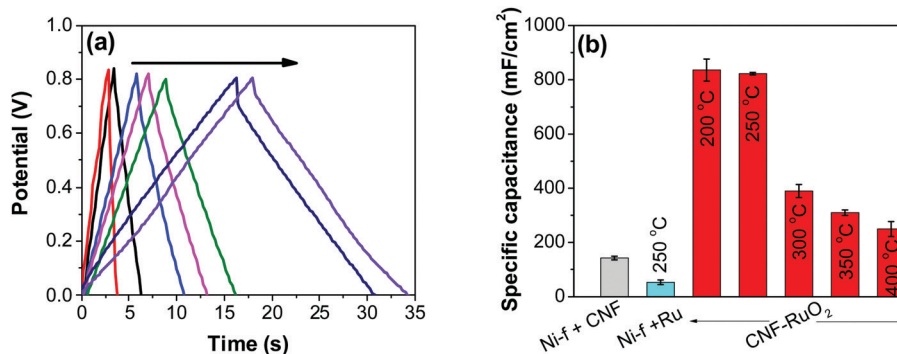 (a)
Potential (V)
1.0
0.8
0.6
0.4
0.2
0.0
0 5 10 15 20 25 30 35
Time (s)
(b)
Specific capacitance (mF/cm²)
1000
800
600
400
200
0
250 °C
200 °C
250 °C
300 °C
350 °C
400 °C
Ni-f + CNF
Ni-f +Ru
CNF-RuO₂